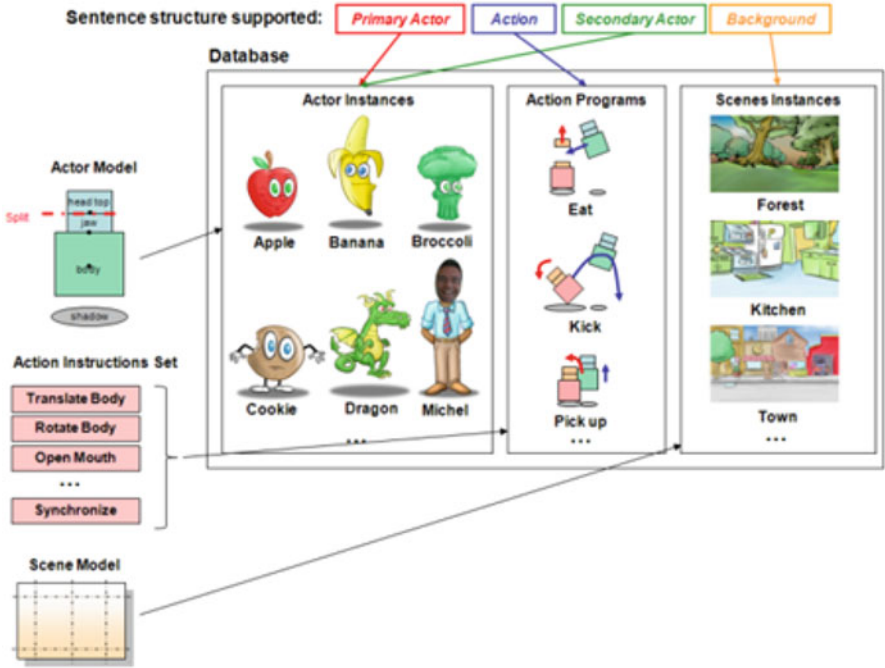 Sentence structure supported: Primary Actor Action Secondary Actor Background
Database
Actor Instances
Apple Banana Broccoli
Cookie Dragon Michel
...
Action Programs
Eat
Kick
Pick up
...
Scenes Instances
Forest
Kitchen
Town
...
Actor Model
head top
Split
jaw
body
shadow
Action Instructions Set
Translate Body
Rotate Body
Open Mouth
...
Synchronize
Scene Model